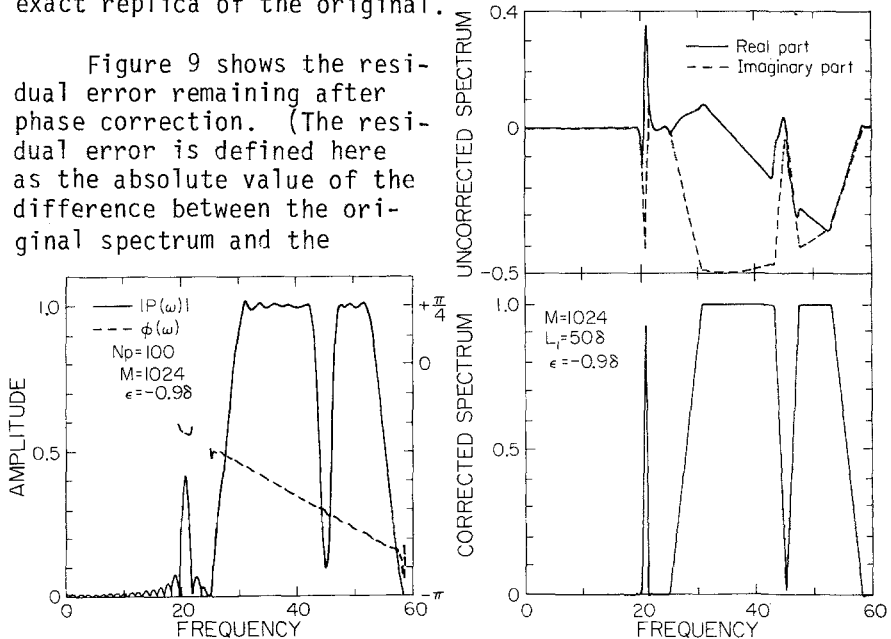 exact replica of the original.
Figure 9 shows the resi-
dual error remaining after
phase correction. (The resi-
dual error is defined here
as the absolute value of the
difference between the ori-
ginal spectrum and the
AMPLITUDE
1.0
0.5
0
|P(ω)|
ϕ(ω)
Np=100
M=1024
ϵ=-0.9δ
+π/4
0
-π
0
20
40
60
FREQUENCY
UNCORRECTED SPECTRUM
0.4
0
-0.5
Real part
Imaginary part
CORRECTED SPECTRUM
1.0
0.5
0
M=1024
L₁=508
ϵ=-0.9δ
0
20
40
60
FREQUENCY